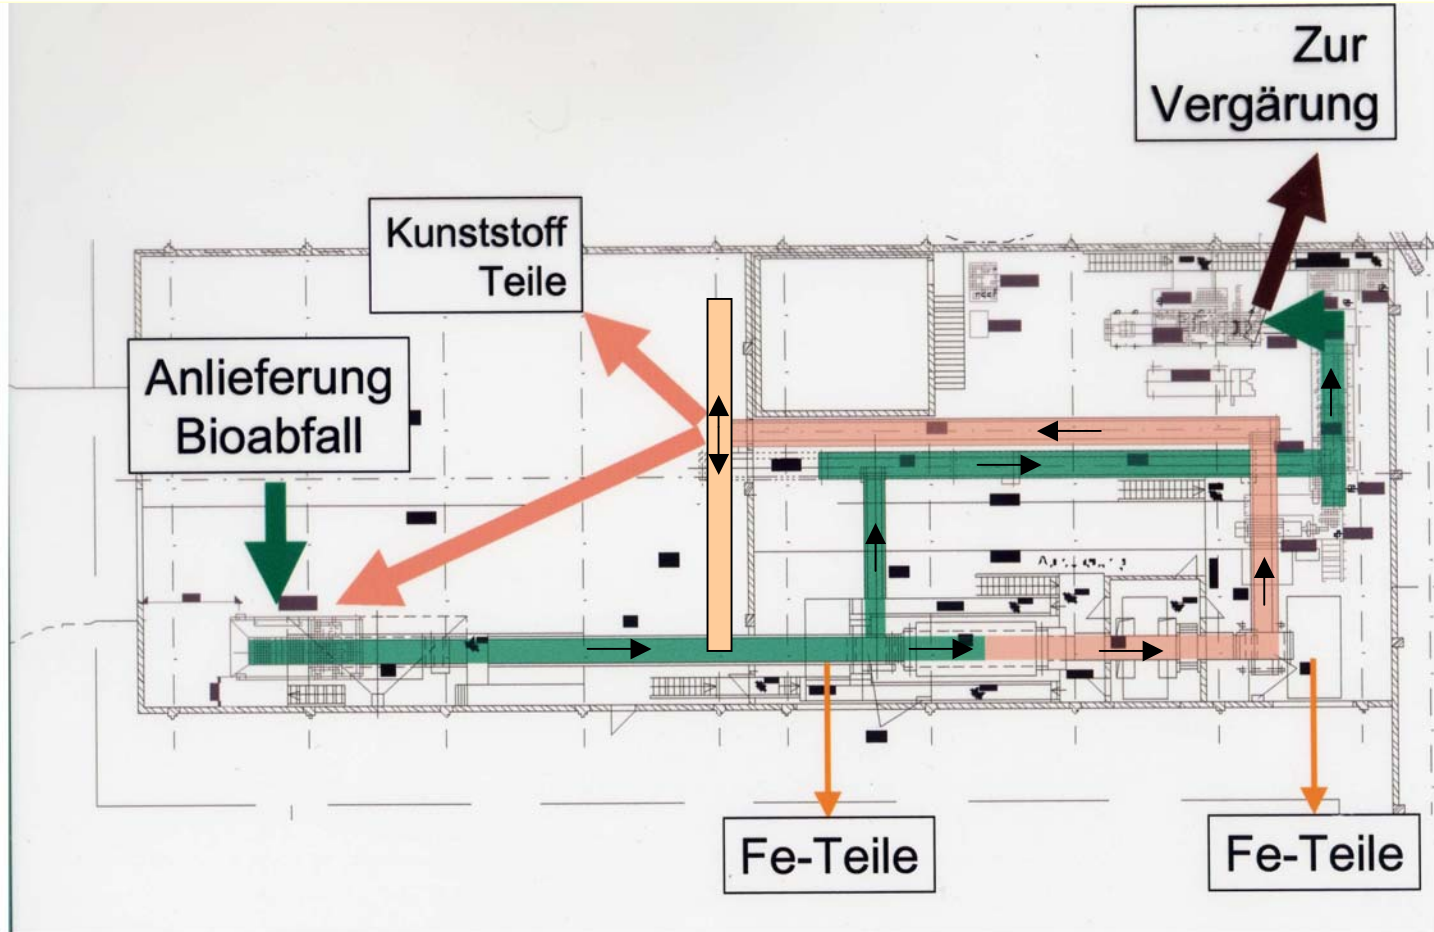 Zur
Vergärung
Kunststoff
Teile
Anlieferung
Bioabfall
Fe-Teile
Fe-Teile